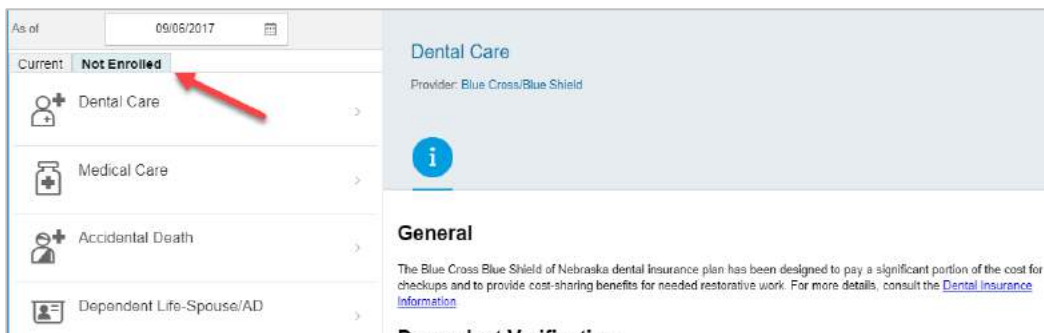 As of 09/06/2017
Current Not Enrolled
Dental Care
Medical Care
Accidental Death
Dependent Life-Spouse/AD
Dental Care
Provider: Blue Cross/Blue Shield
i
General
The Blue Cross Blue Shield of Nebraska dental insurance plan has been designed to pay a significant portion of the cost for
checkups and to provide cost-sharing benefits for needed restorative work. For more details, consult the Dental Insurance
Information
Dependent Verification